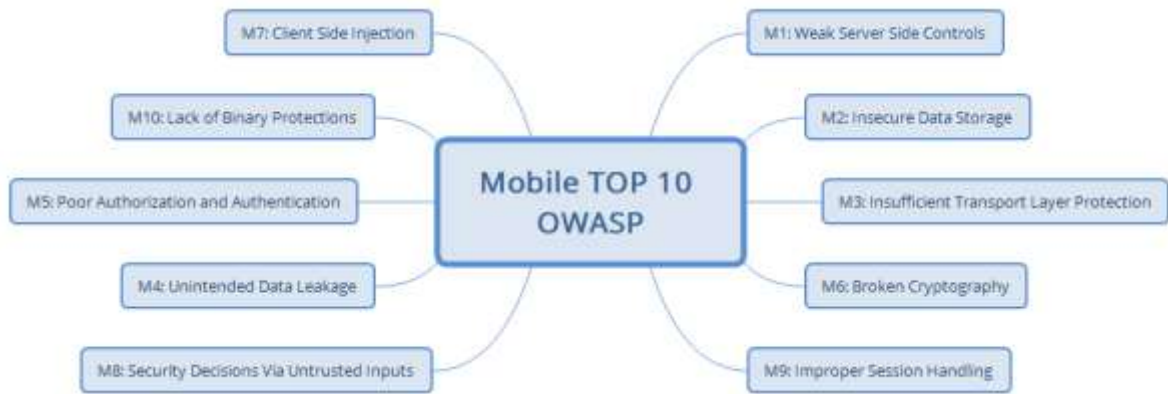 M7: Client Side Injection
M1: Weak Server Side Controls
M10: Lack of Binary Protections
M2: Insecure Data Storage
Mobile TOP 10
OWASP
M5: Poor Authorization and Authentication
M3: Insufficient Transport Layer Protection
M4: Unintended Data Leakage
M6: Broken Cryptography
M8: Security Decisions Via Untrusted Inputs
M9: Improper Session Handling